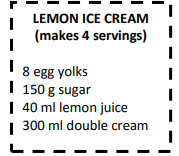 LEMON ICE CREAM
(makes 4 servings)
8 egg yolks
150 g sugar
40 ml lemon juice
300 ml double cream